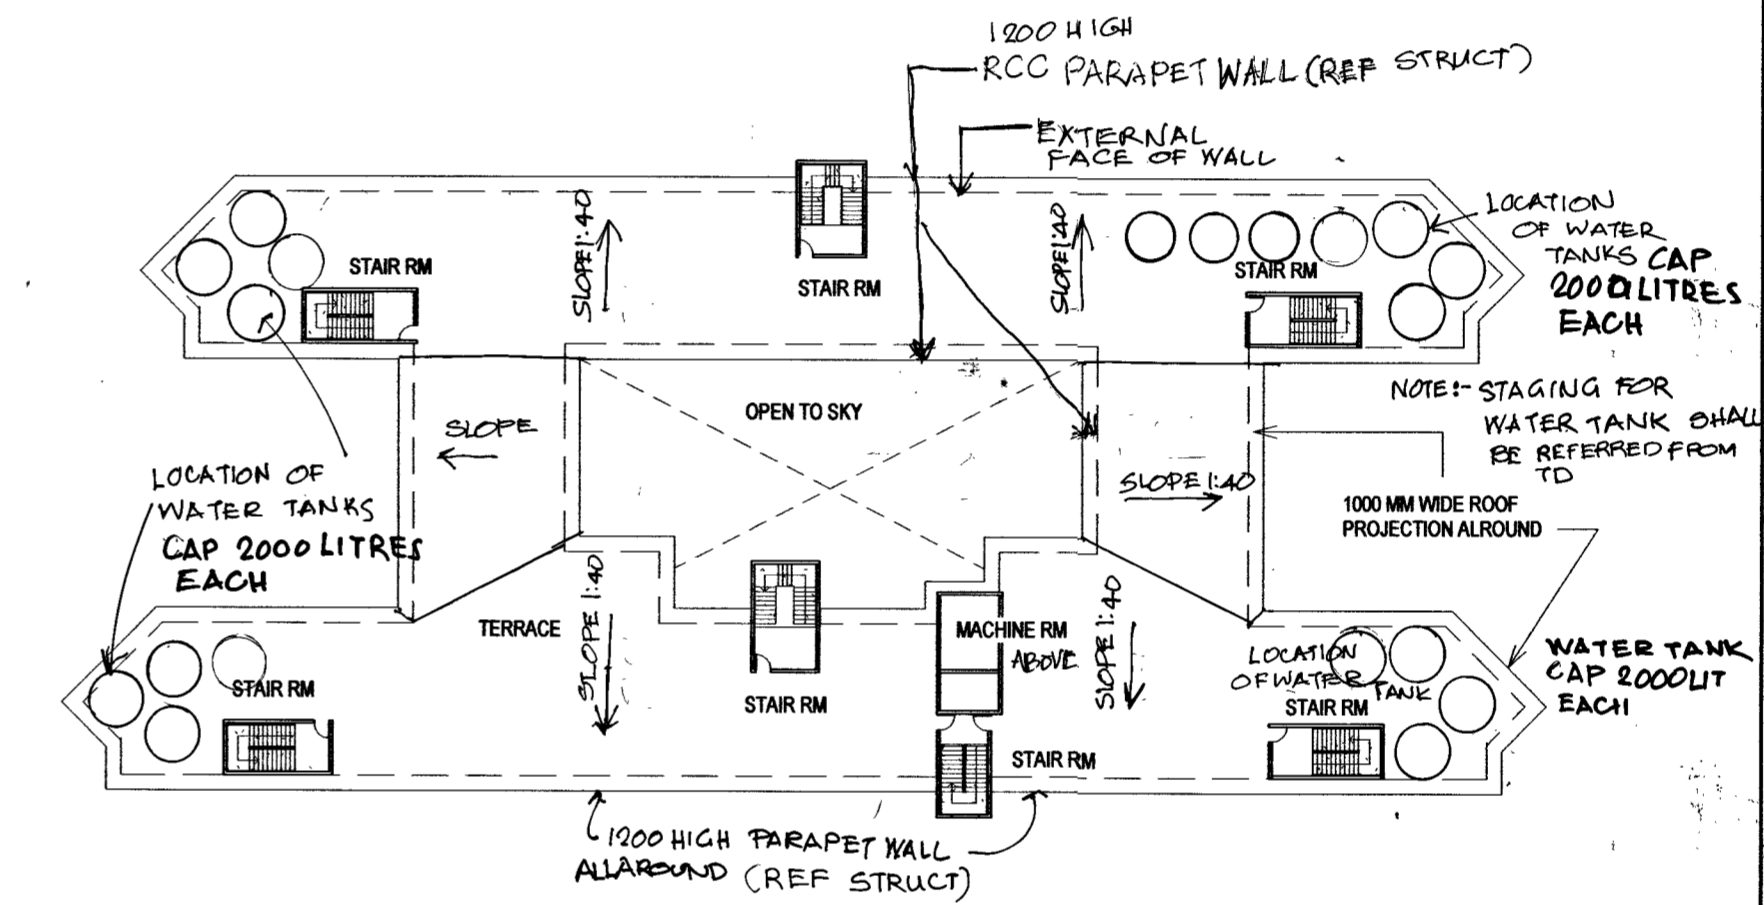 1200 HIGH
RCC PARAPET WALL (REF STRUCT)
EXTERNAL
FACE OF WALL
LOCATION
OF WATER
TANKS CAP
2000 LITRES
EACH
STAIR RM
SLOPE 1:40
STAIR RM
SLOPE 1:40
STAIR RM
NOTE:- STAGING FOR
WATER TANK SHALL
BE REFERRED FROM
TD
OPEN TO SKY
SLOPE
SLOPE 1:40
1000 MM WIDE ROOF
PROJECTION ALROUND
LOCATION OF
WATER TANKS
CAP 2000 LITRES
EACH
TERRACE
SLOPE 1:40
MACHINE RM
ABOVE
SLOPE 1:40
LOCATION
OF WATER TANK
WATER TANK
CAP 2000 LIT
EACH
STAIR RM
STAIR RM
STAIR RM
STAIR RM
1200 HIGH PARAPET WALL
ALLAROUND (REF STRUCT)